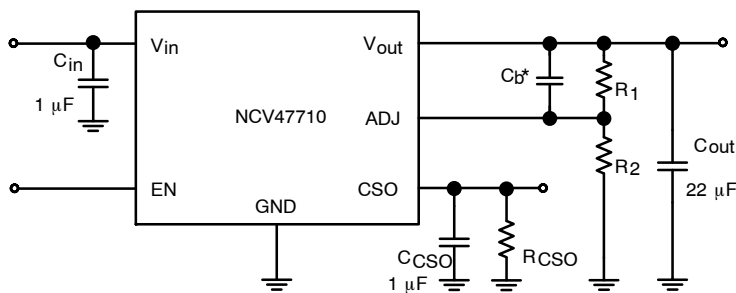 Vin
Vout
Cin
1 μF
Cb*
R1
NCV47710
ADJ
Cout
22 μF
R2
EN
CSO
GND
CCSO
1 μF
RCSO